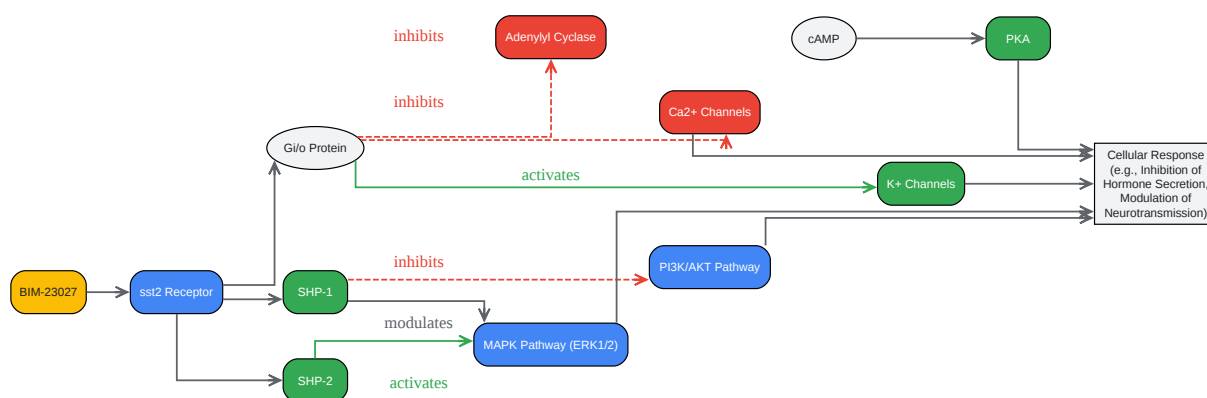 inhibits
Adenylyl Cyclase
cAMP
PKA
inhibits
Ca2+ Channels
Gi/o Protein
activates
K+ Channels
Cellular Response
(e.g., Inhibition of
Hormone Secretion,
Modulation of
Neurotransmission)
inhibits
PI3K/AKT Pathway
BIM-23027
sst2 Receptor
SHP-1
modulates
MAPK Pathway (ERK1/2)
SHP-2
activates